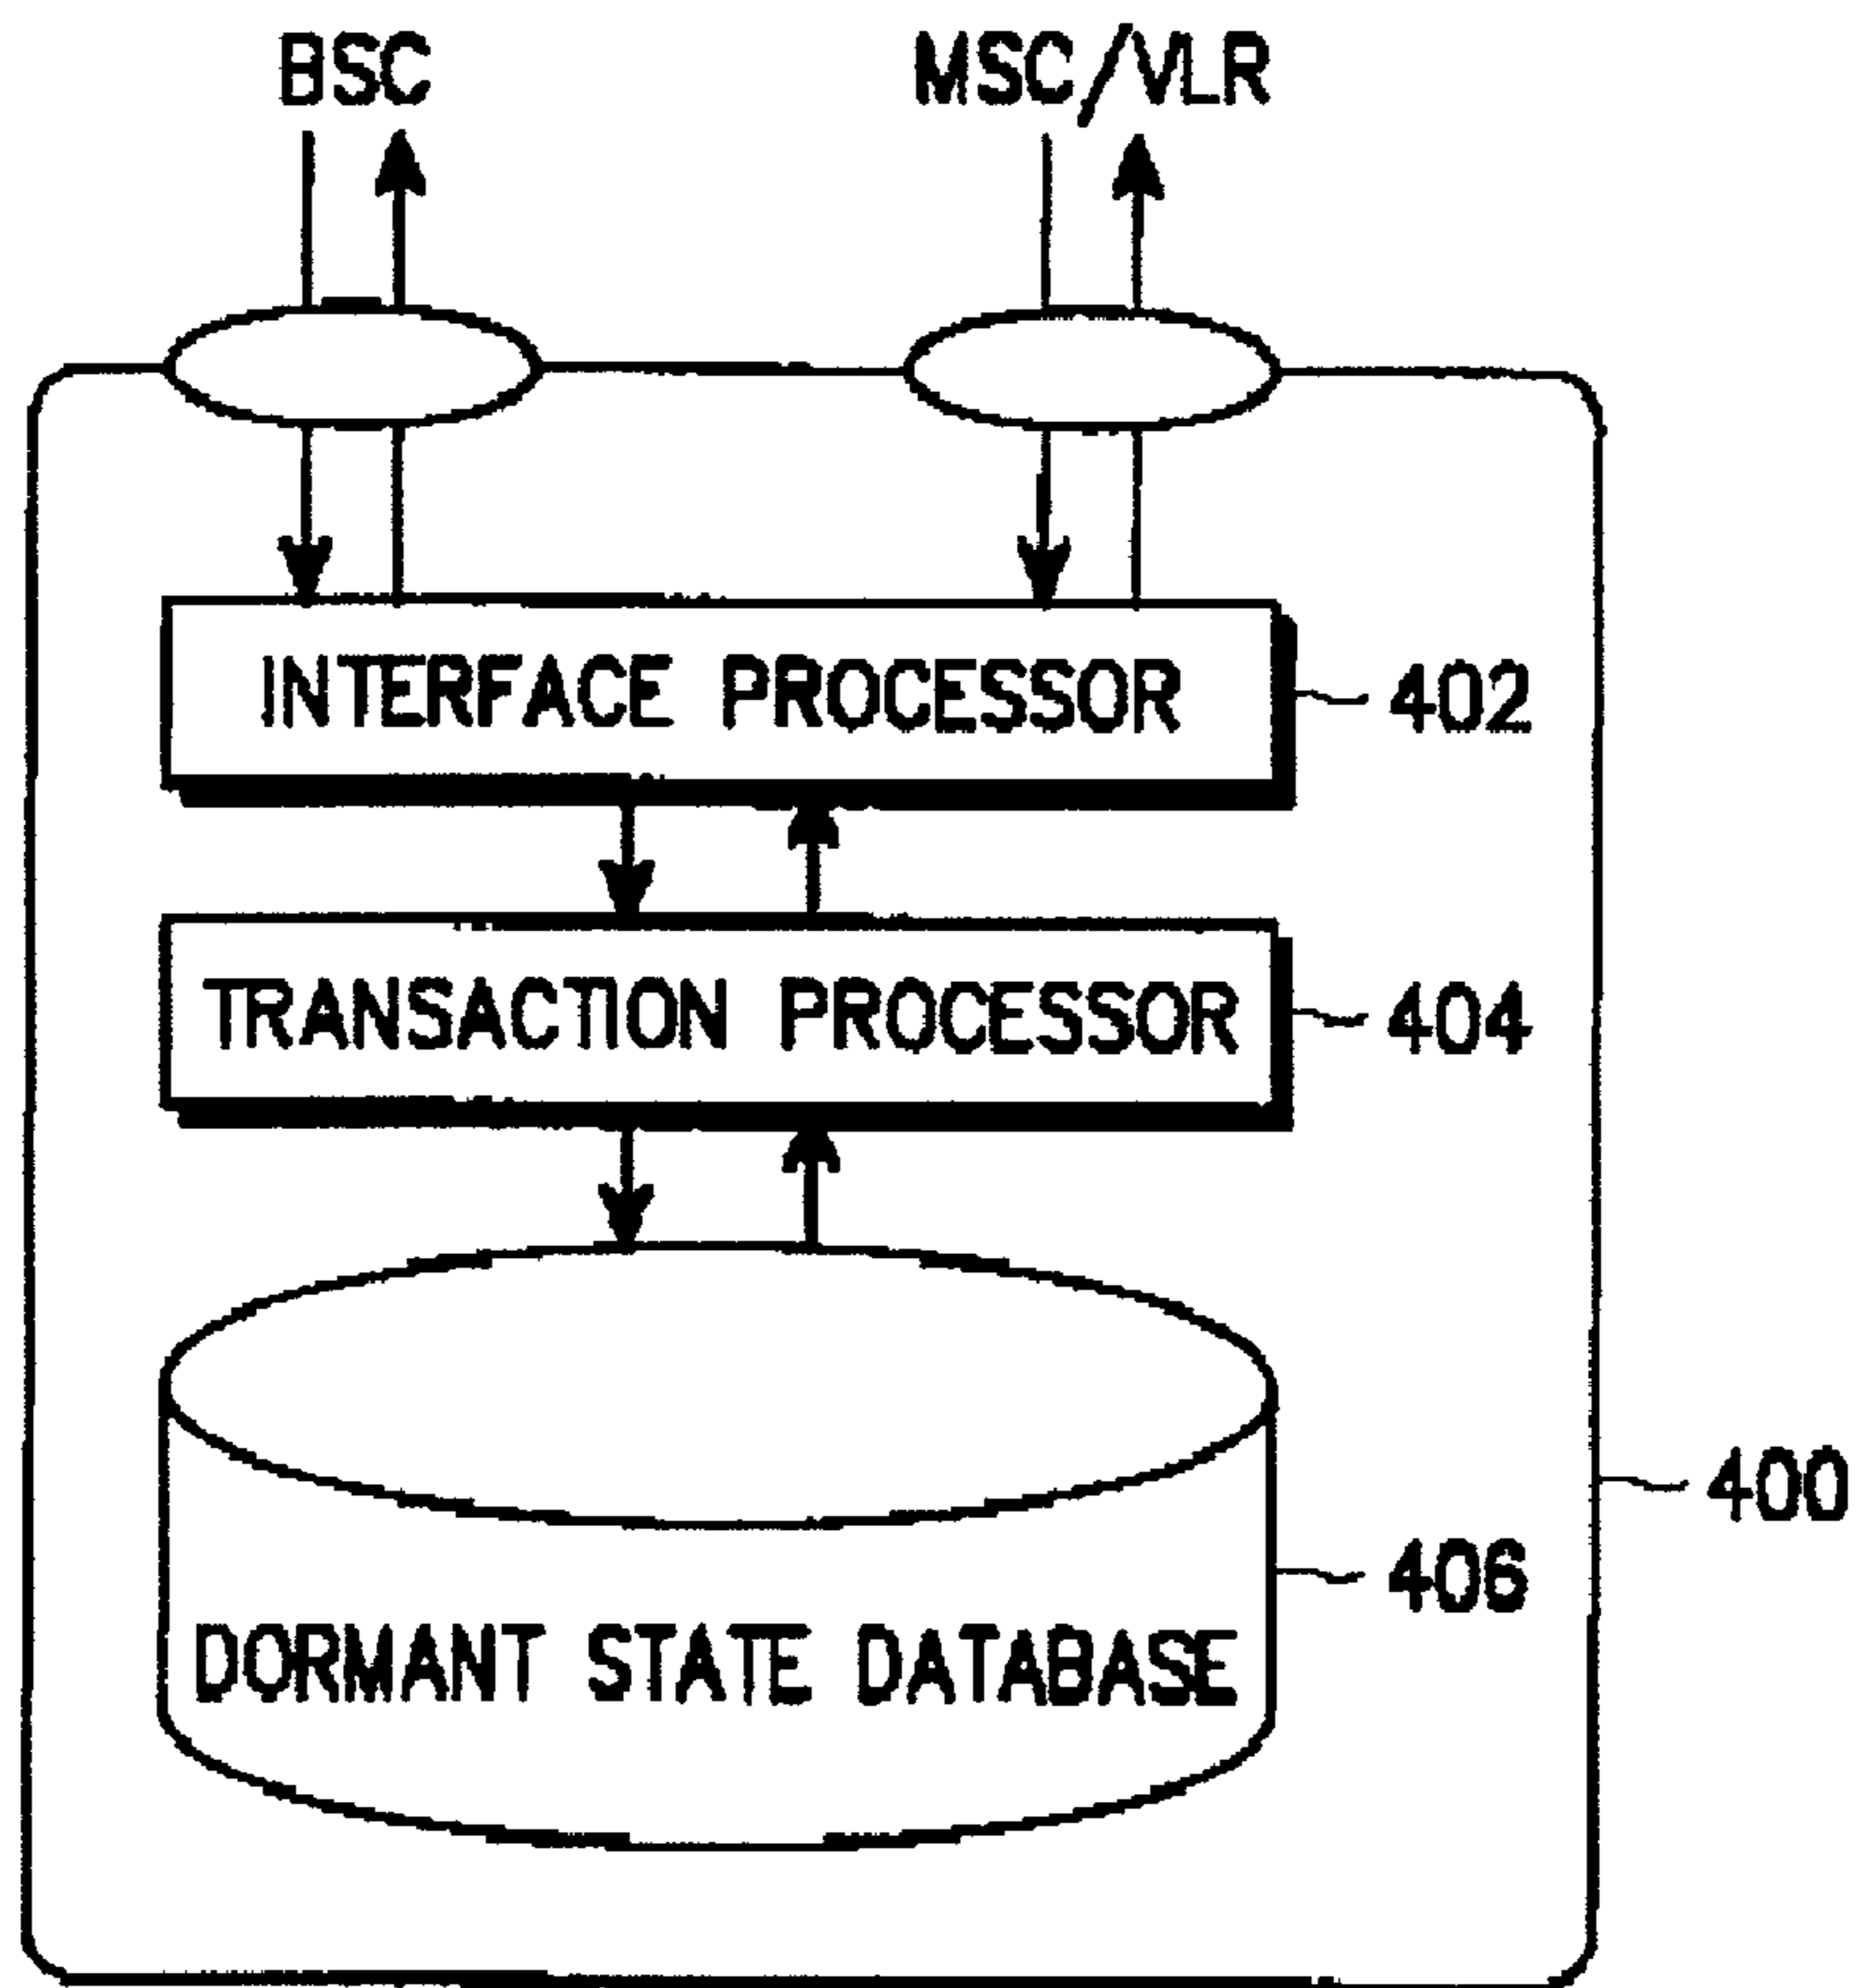 BSC MSC/VLR
INTERFACE PROCESSOR 402
TRANSACTION PROCESSOR 404
400
406
DORMANT STATE DATABASE